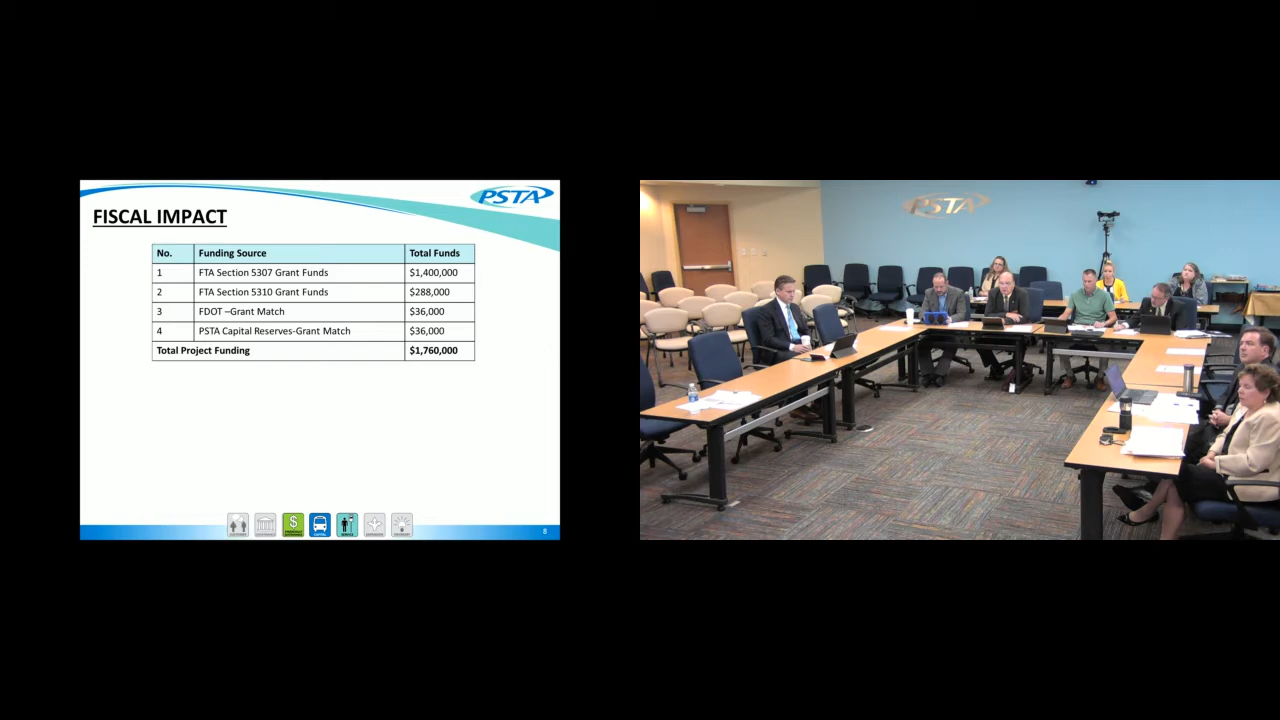 PSTA
FISCAL IMPACT
No. Funding Source Total Funds
1 FTA Section 5307 Grant Funds $1,400,000
2 FTA Section 5310 Grant Funds $288,000
3 FDOT –Grant Match $36,000
4 PSTA Capital Reserves-Grant Match $36,000
Total Project Funding $1,760,000
8
PSTA